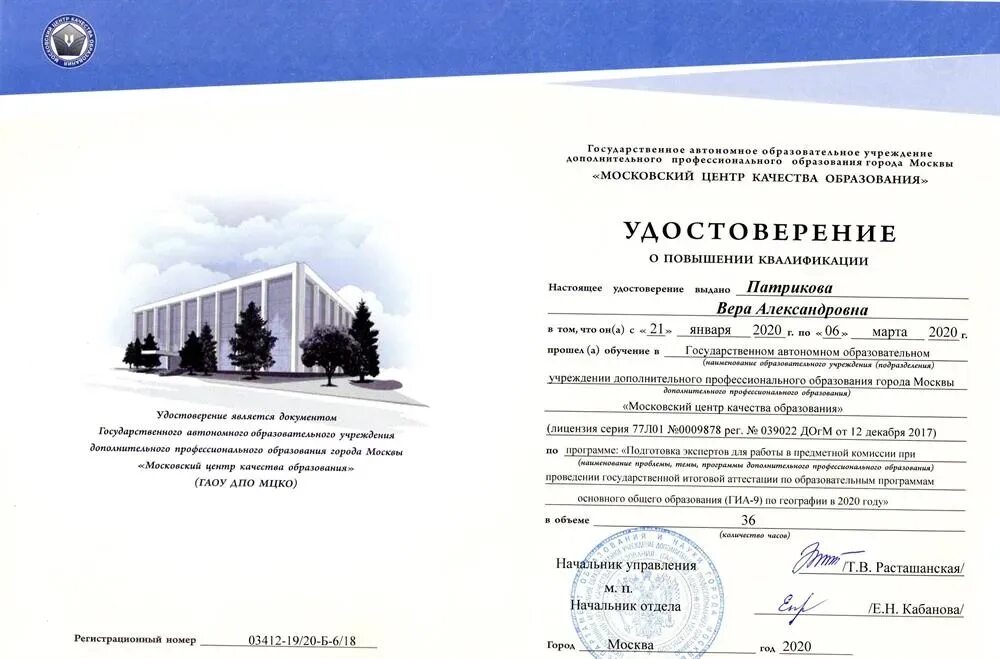 МОСКОВСКИЙ ЦЕНТР КАЧЕСТВА ОБРАЗОВАНИЯ
Удостоверение является документом
Государственного автономного образовательного учреждения
дополнительного профессионального образования города Москвы
«Московский центр качества образования»
(ГАОУ ДПО МЦКО)
Регистрационный номер 03412-19/20-Б-6/18
Государственное автономное образовательное учреждение
дополнительного профессионального образования города Москвы
«МОСКОВСКИЙ ЦЕНТР КАЧЕСТВА ОБРАЗОВАНИЯ»
УДОСТОВЕРЕНИЕ
О ПОВЫШЕНИИ КВАЛИФИКАЦИИ
Настоящее удостоверение выдано Патрикова
Вера Александровна
в том, что он(а) с «21» января 2020 г. по «06» марта 2020 г.
прошел (а) обучение в Государственном автономном образовательном
(наименование образовательного учреждения (подразделения)
учреждении дополнительного профессионального образования города Москвы
дополнительного профессионального образования)
«Московский центр качества образования»
(лицензия серия 77Л01 №0009878 рег. № 039022 ДОгМ от 12 декабря 2017)
по программе: «Подготовка экспертов для работы в предметной комиссии при
(наименование проблемы, темы, программы дополнительного профессионального образования)
проведении государственной итоговой аттестации по образовательным программам
основного общего образования (ГИА-9) по географии в 2020 году»
в объеме 36
(количество часов)
Начальник управления /Т.В. Расташанская/
М. П.
Начальник отдела /Е.Н. Кабанова/
Город Москва год 2020